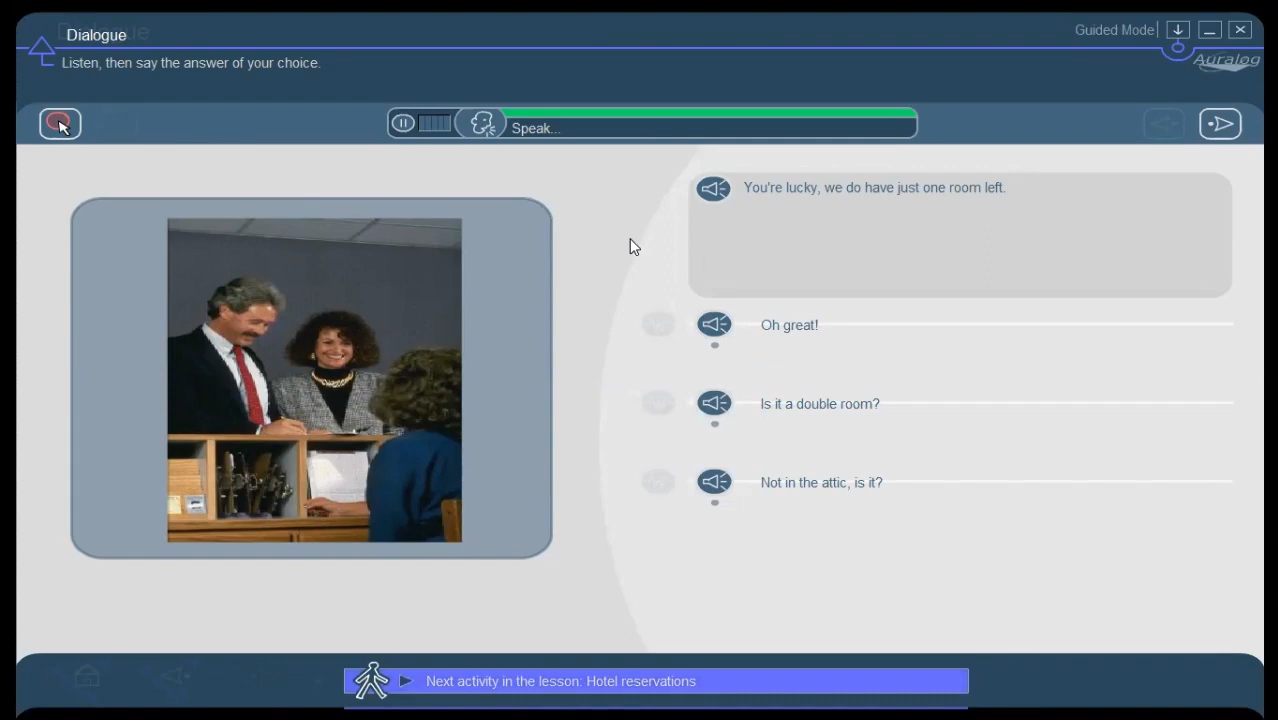 Dialogue
Guided Mode
Listen, then say the answer of your choice.
Auralog
Speak...
You're lucky, we do have just one room left.
Oh great!
Is it a double room?
Not in the attic, is it?
Next activity in the lesson: Hotel reservations